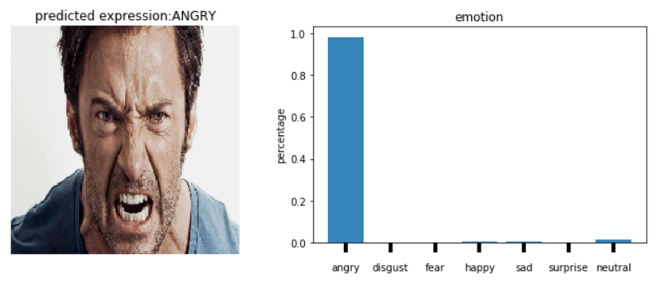 predicted expression:ANGRY
emotion
percentage
1.0
0.8
0.6
0.4
0.2
0.0
angry disgust fear happy sad surprise neutral